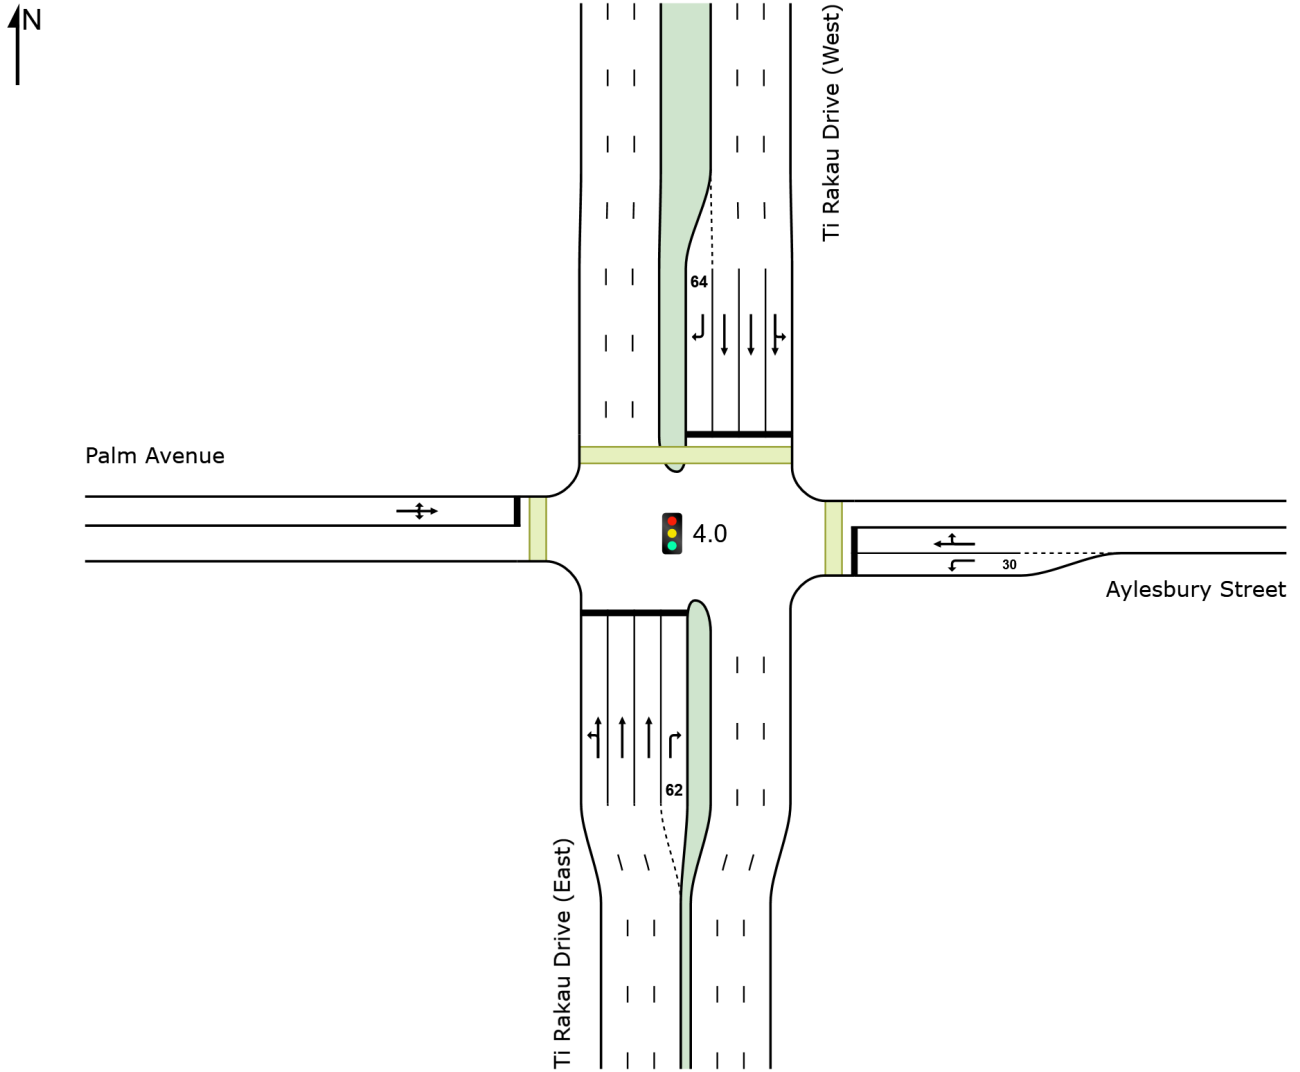 N
Ti Rakau Drive (West)
64
Palm Avenue
4.0
30
Aylesbury Street
62
Ti Rakau Drive (East)